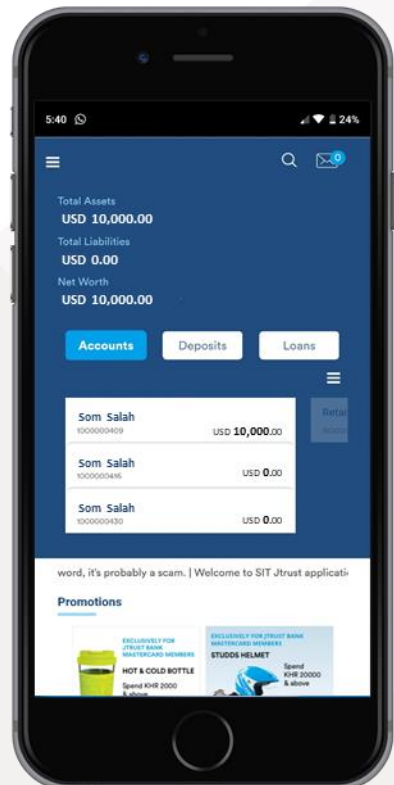 5:40
24%
0
Total Assets
USD 10,000.00
Total Liabilities
USD 0.00
Net Worth
USD 10,000.00
Accounts
Deposits
Loans
Som Salah
1000000409
USD 10,000.00
Som Salah
USD 0.00
Som Salah
1000000430
USD 0.00
Retai
word, it's probably a scam. | Welcome to SIT Jtrust applicati
Promotions
EXCLUSIVELY FOR
JTRUST BANK
MASTERCARD MEMBERS
HOT & COLD BOTTLE
Spend KHR 2000
& above
EXCLUSIVELY FOR JTRUST BANK
MASTERCARD MEMBERS
STUDDS HELMET
Spend
KHR 20000
& above